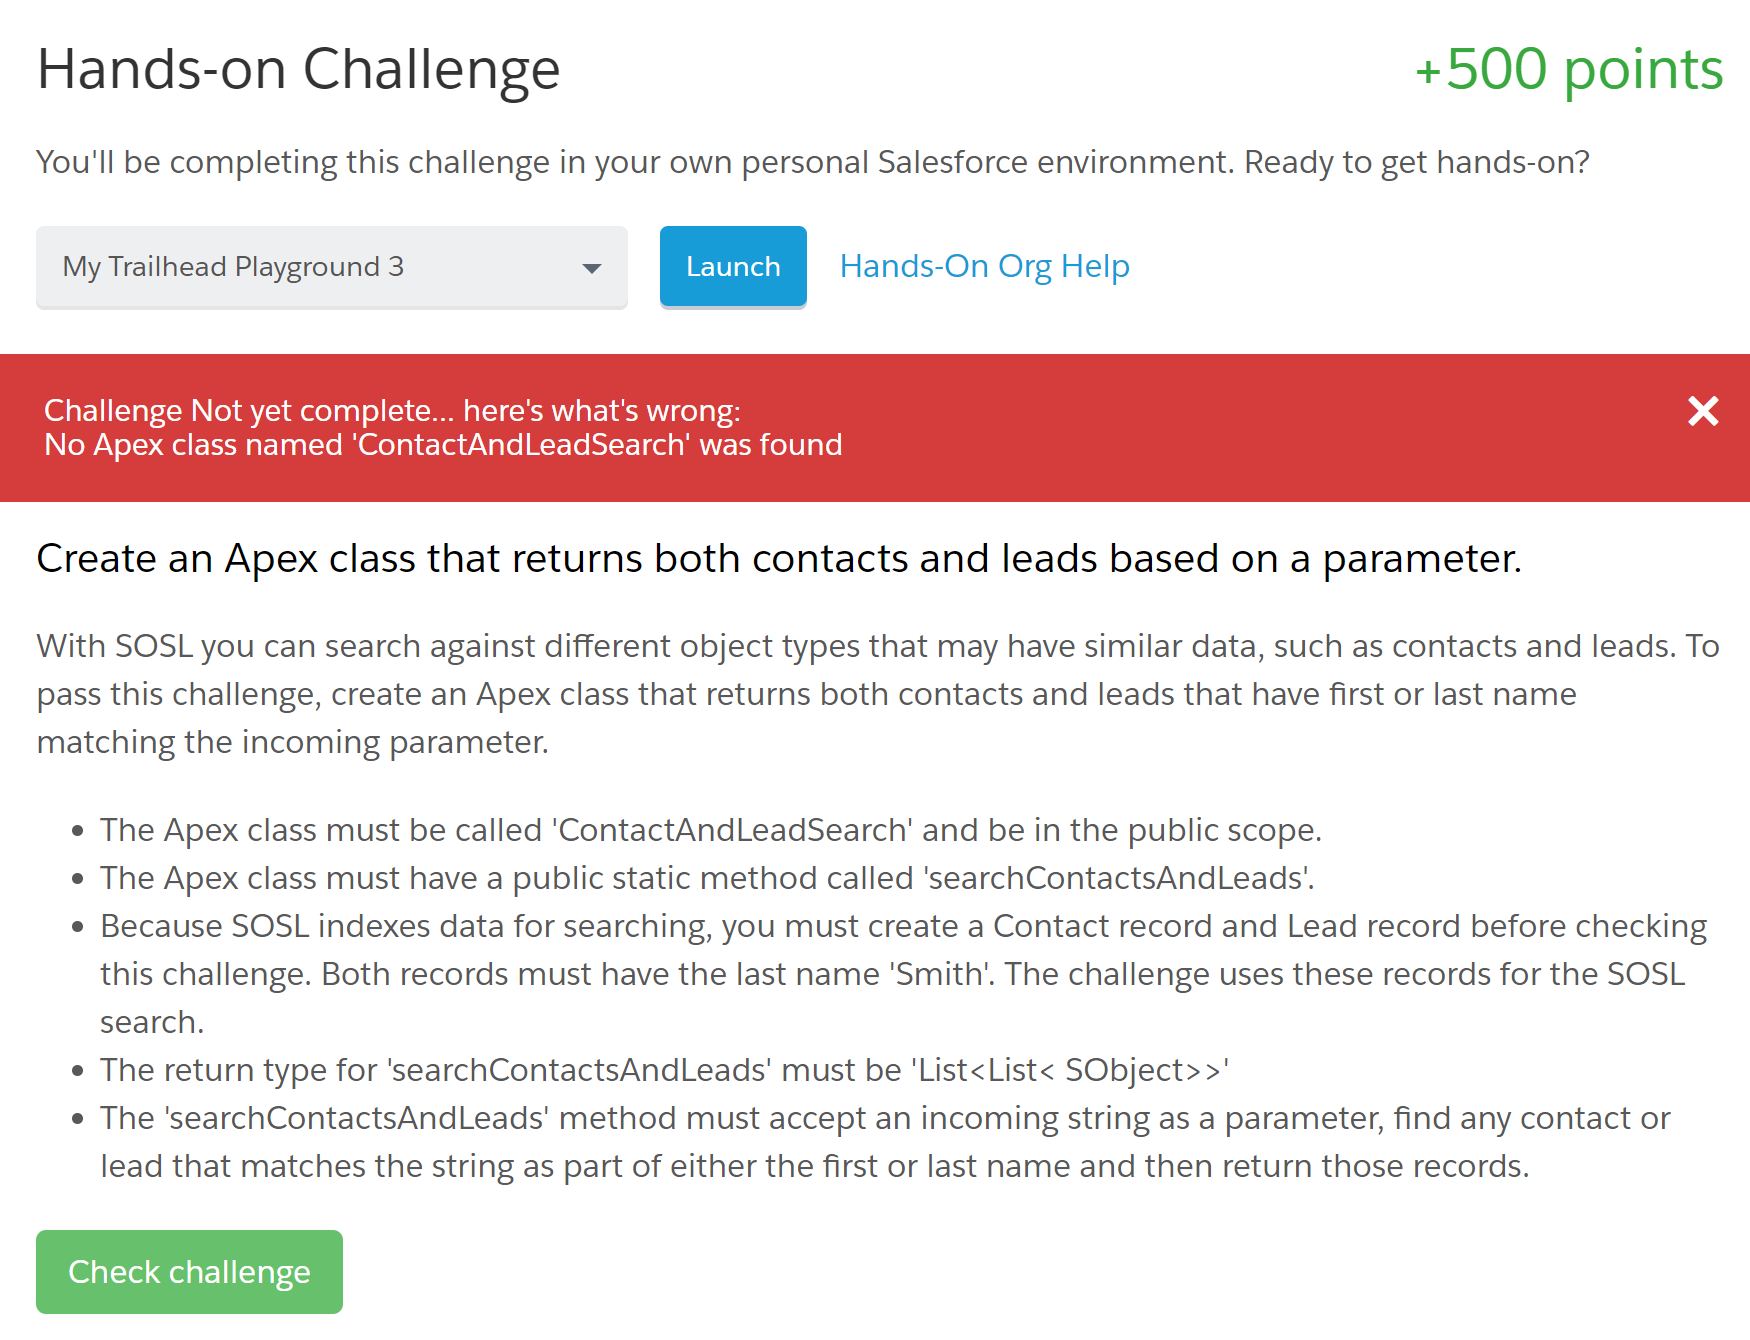 Hands-on Challenge
+500 points
You'll be completing this challenge in your own personal Salesforce environment. Ready to get hands-on?
My Trailhead Playground 3
Launch
Hands-On Org Help
Challenge Not yet complete... here's what's wrong:
No Apex class named 'ContactAndLeadSearch' was found
Create an Apex class that returns both contacts and leads based on a parameter.
With SOSL you can search against different object types that may have similar data, such as contacts and leads. To
pass this challenge, create an Apex class that returns both contacts and leads that have first or last name
matching the incoming parameter.
• The Apex class must be called 'ContactAndLeadSearch' and be in the public scope.
• The Apex class must have a public static method called 'searchContactsAndLeads'.
• Because SOSL indexes data for searching, you must create a Contact record and Lead record before checking
this challenge. Both records must have the last name 'Smith'. The challenge uses these records for the SOSL
search.
• The return type for 'searchContactsAndLeads' must be 'List<List< SObject>>'
• The 'searchContactsAndLeads' method must accept an incoming string as a parameter, find any contact or
lead that matches the string as part of either the first or last name and then return those records.
Check challenge